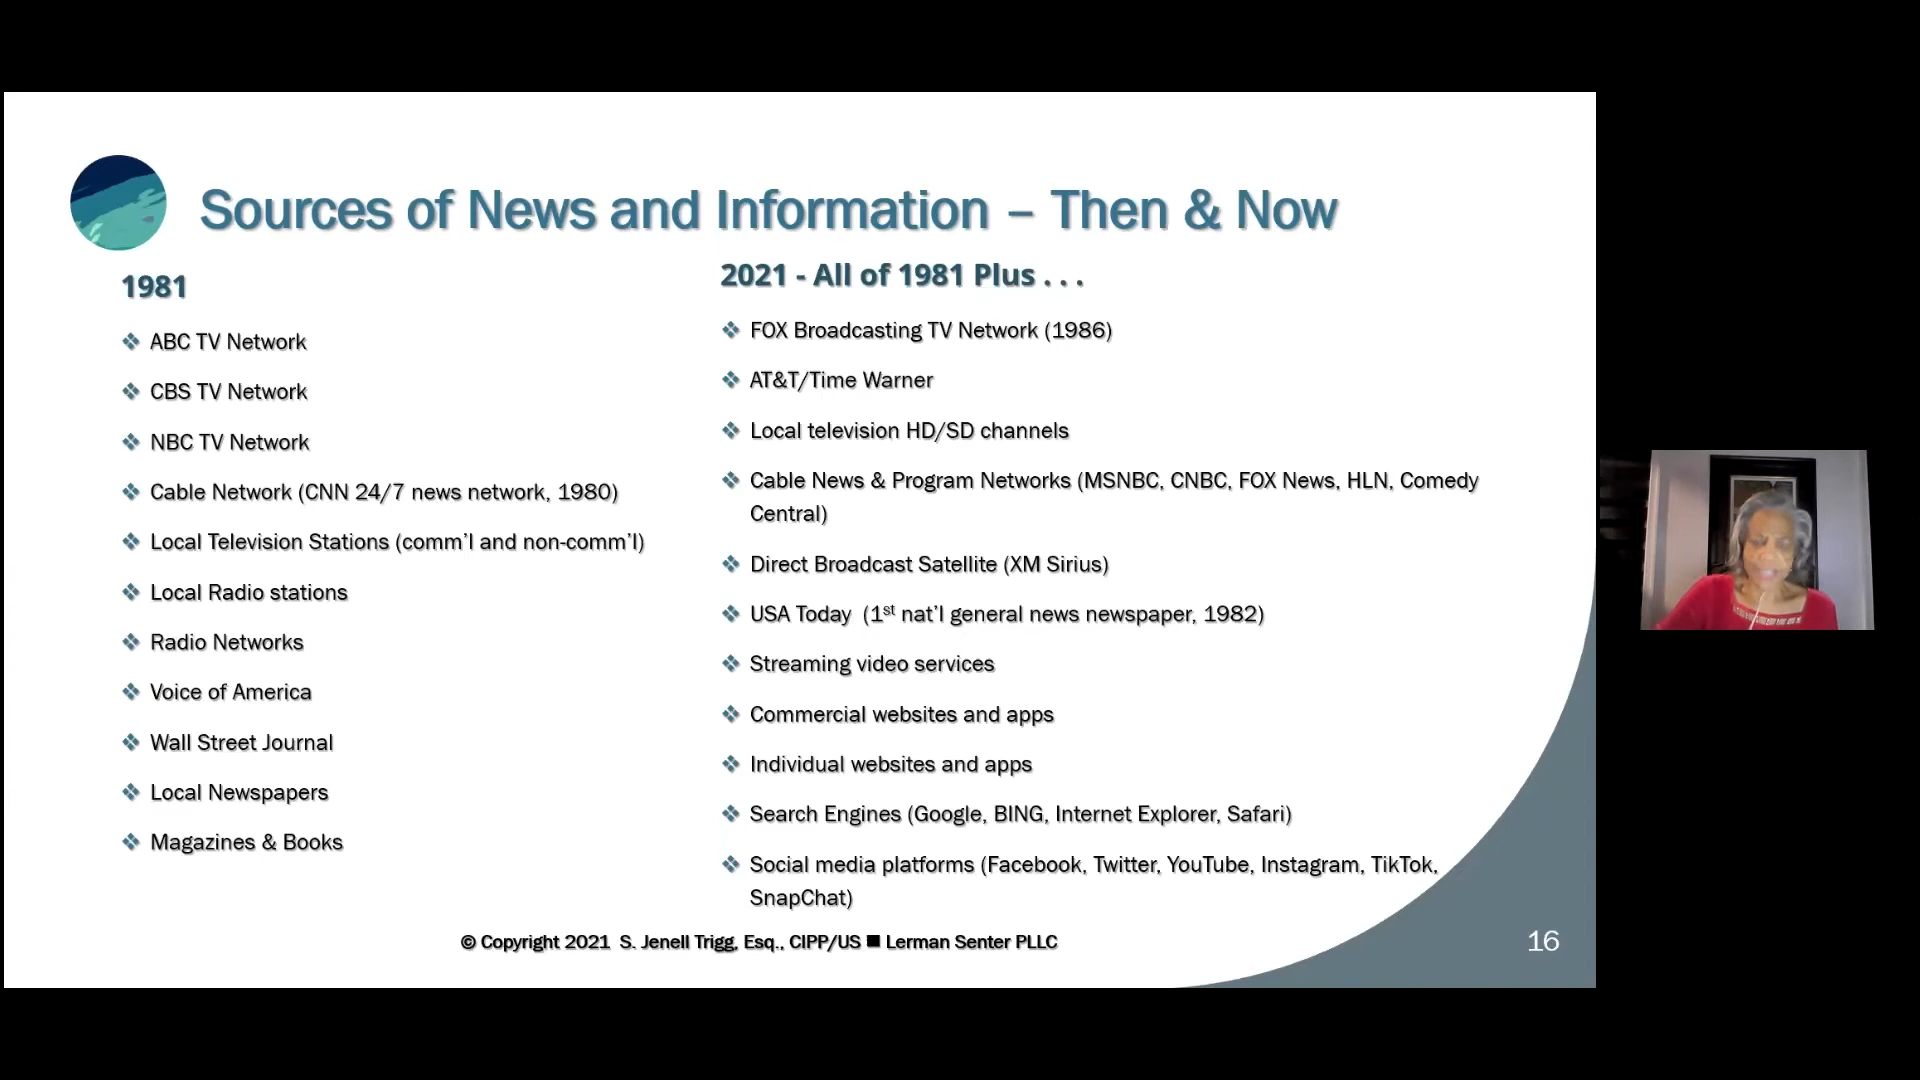 Sources of News and Information – Then & Now
1981
ABC TV Network
CBS TV Network
NBC TV Network
Cable Network (CNN 24/7 news network, 1980)
Local Television Stations (comm’l and non-comm’l)
Local Radio stations
Radio Networks
Voice of America
Wall Street Journal
Local Newspapers
Magazines & Books
2021 - All of 1981 Plus . . .
FOX Broadcasting TV Network (1986)
AT&T/Time Warner
Local television HD/SD channels
Cable News & Program Networks (MSNBC, CNBC, FOX News, HLN, Comedy
Central)
Direct Broadcast Satellite (XM Sirius)
USA Today (1st nat’l general news newspaper, 1982)
Streaming video services
Commercial websites and apps
Individual websites and apps
Search Engines (Google, BING, Internet Explorer, Safari)
Social media platforms (Facebook, Twitter, YouTube, Instagram, TikTok,
SnapChat)
© Copyright 2021 S. Jenell Trigg, Esq., CIPP/US ■ Lerman Senter PLLC
16